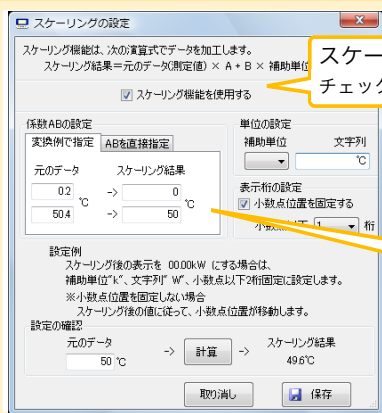 スケーリングの設定
スケーリング機能は、次の演算式でデータを加工します。
スケーリング結果＝元のデータ(測定値) × A + B × 補助単位
スケー
チェック
スケーリング機能を使用する
係数ABの設定
変換例で指定 ABを直接指定
元のデータ スケーリング結果
0.2 ℃ -> 0 ℃
50.4 -> 50
単位の設定
補助単位 文字列
℃
表示桁の設定
小数点位置を固定する
1 桁
設定例
スケーリング後の表示を 00.00kW にする場合は、
補助単位“k”、文字列“ W”、小数点以下2桁固定に設定します。
※小数点位置を固定しない場合
スケーリング後の値に従って、小数点位置が移動します。
設定の確認
元のデータ スケーリング結果
50 ℃ -> 計算 -> 49.6℃
取り消し 保存